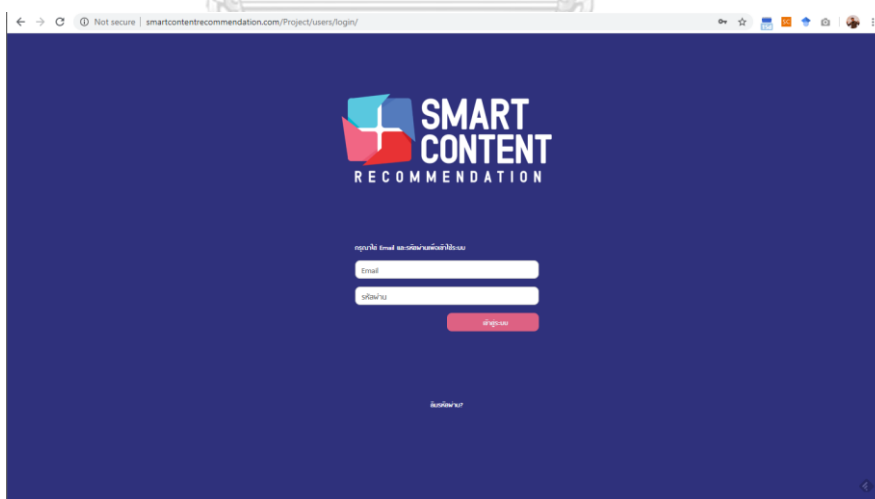 Not secure | smartcontentrecommendation.com/Project/users/login/
SMART
CONTENT
RECOMMENDATION
กรุณาใส่ Email และรหัสผ่านเพื่อเข้าใช้ระบบ
Email
รหัสผ่าน
เข้าสู่ระบบ
ลืมรหัสผ่าน?